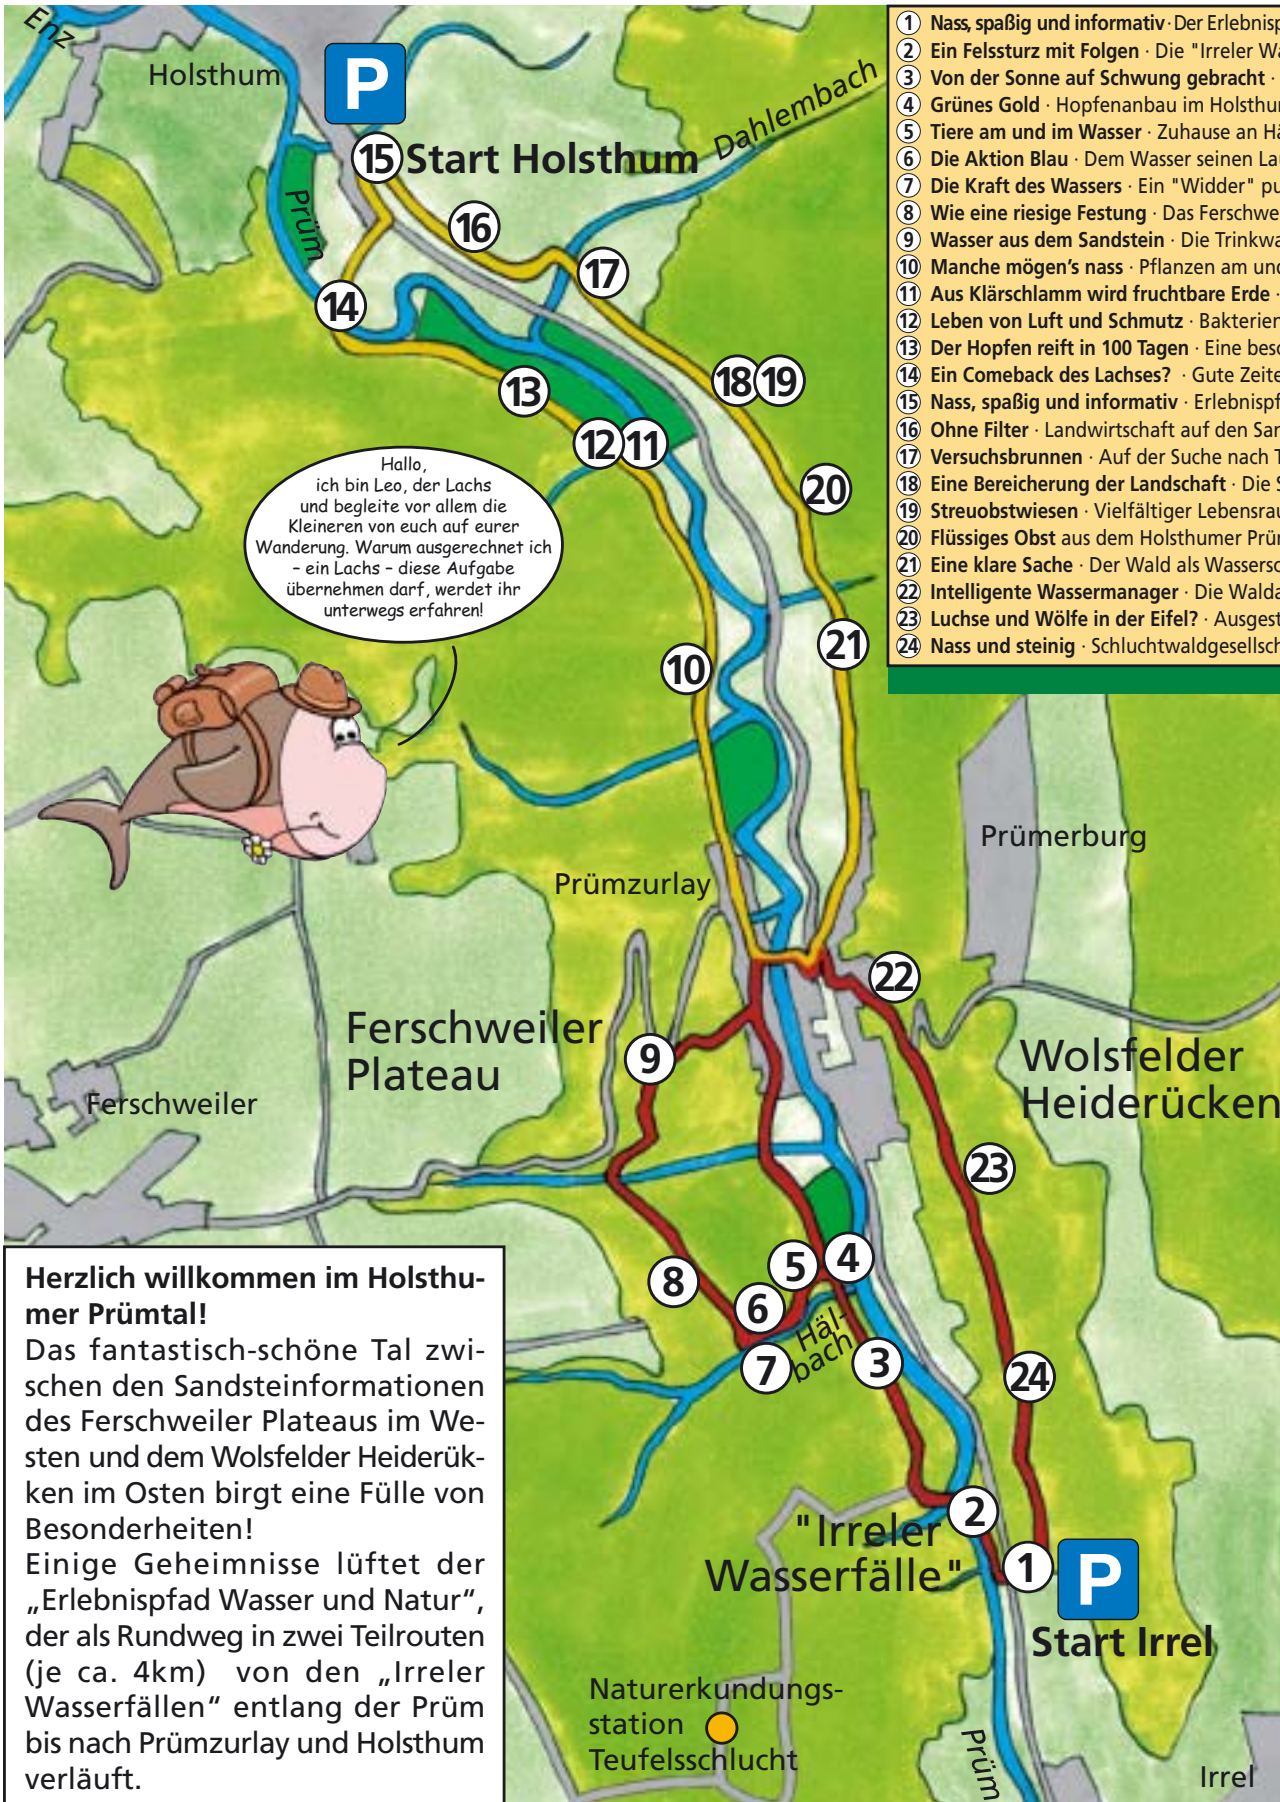 Enz
Holsthum
P
15 Start Holsthum
Dahlembach
Prüm
16
17
14
13
18 19
12 11
20
21
10
Hallo,
ich bin Leo, der Lachs
und begleite vor allem die
Kleineren von euch auf eurer
Wanderung. Warum ausgerechnet ich
– ein Lachs – diese Aufgabe
übernehmen darf, werdet ihr
unterwegs erfahren!
1 Nass, spaßig und informativ · Der Erlebnisp
2 Ein Felssturz mit Folgen · Die "Irreler Wa
3 Von der Sonne auf Schwung gebracht ·
4 Grünes Gold · Hopfenanbau im Holsthu
5 Tiere am und im Wasser · Zuhause an Hä
6 Die Aktion Blau · Dem Wasser seinen La
7 Die Kraft des Wassers · Ein "Widder" pu
8 Wie eine riesige Festung · Das Ferschwe
9 Wasser aus dem Sandstein · Die Trinkwa
10 Manche mögen's nass · Pflanzen am un
11 Aus Klärschlamm wird fruchtbare Erde ·
12 Leben von Luft und Schmutz · Bakterien
13 Der Hopfen reift in 100 Tagen · Eine bes
14 Ein Comeback des Lachses? · Gute Zeite
15 Nass, spaßig und informativ · Erlebnispf
16 Ohne Filter · Landwirtschaft auf den San
17 Versuchsbrunnen · Auf der Suche nach T
18 Eine Bereicherung der Landschaft · Die S
19 Streuobstwiesen · Vielfältiger Lebensrau
20 Flüssiges Obst aus dem Holsthumer Prü
21 Eine klare Sache · Der Wald als Wassersc
22 Intelligente Wassermanager · Die Walda
23 Luchse und Wölfe in der Eifel? · Ausgest
24 Nass und steinig · Schluchtwaldgesellsch
Prümerburg
Prümzurlay
22
Ferschweiler
Plateau
9
Wolsfelder
Heiderücken
Ferschweiler
23
5 4
8
6
7
Häl-
bach
3
24
2
"Irreler
Wasserfälle"
1
P
Start Irrel
Naturerkundungs-
station
Teufelsschlucht
Prüm
Irrel
Herzlich willkommen im Holsthu-
mer Prümtal!
Das fantastisch-schöne Tal zwi-
schen den Sandsteinformationen
des Ferschweiler Plateaus im We-
sten und dem Wolsfelder Heiderük-
ken im Osten birgt eine Fülle von
Besonderheiten!
Einige Geheimnisse lüftet der
„Erlebnispfad Wasser und Natur“,
der als Rundweg in zwei Teilrouten
(je ca. 4km) von den „Irreler
Wasserfällen“ entlang der Prüm
bis nach Prümzurlay und Holsthum
verläuft.